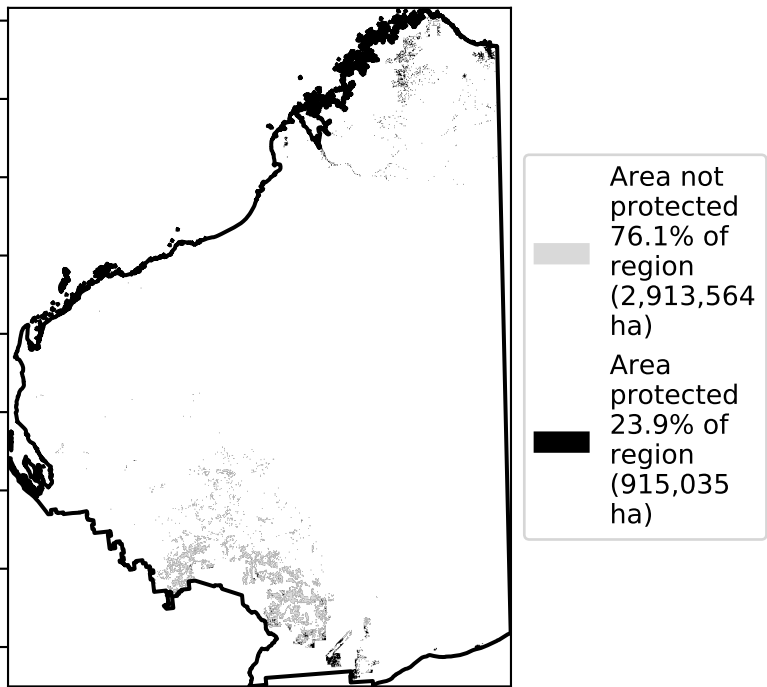 Area not
protected
76.1% of
region
(2,913,564
ha)
Area
protected
23.9% of
region
(915,035
ha)